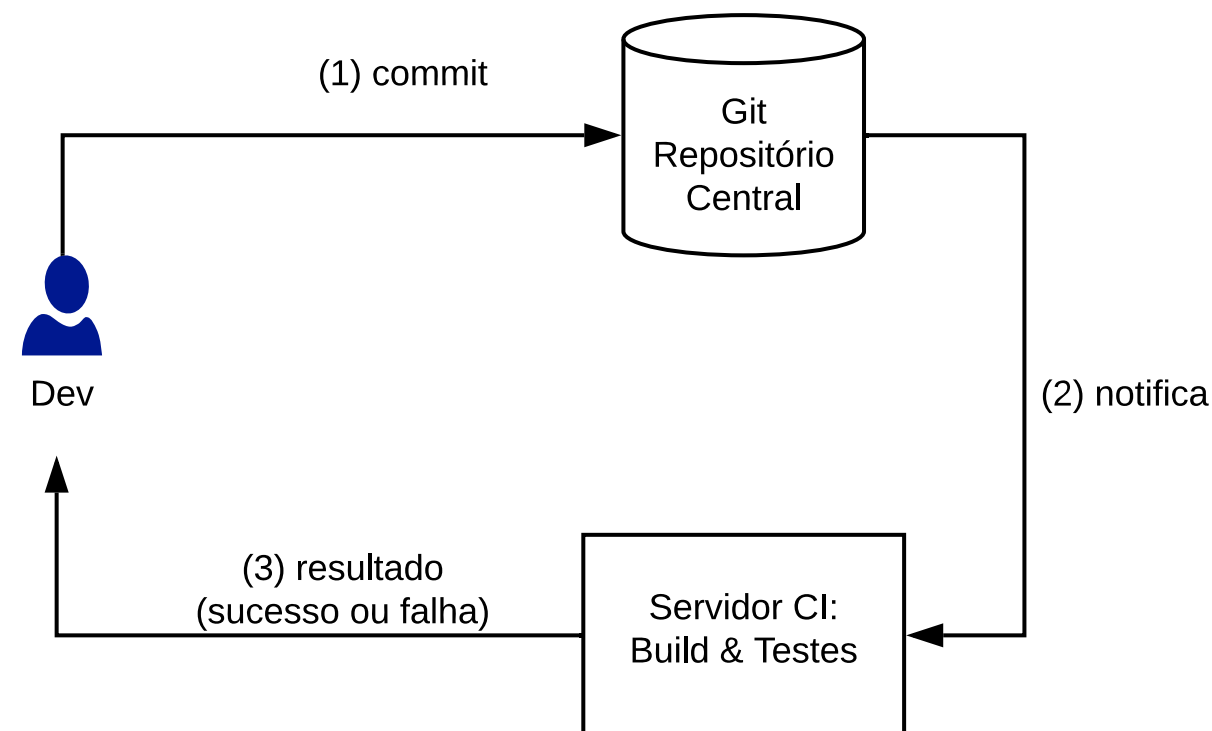 (1) commit
Git
Repositório
Central
Dev
(2) notifica
(3) resultado
(sucesso ou falha)
Servidor CI:
Build & Testes